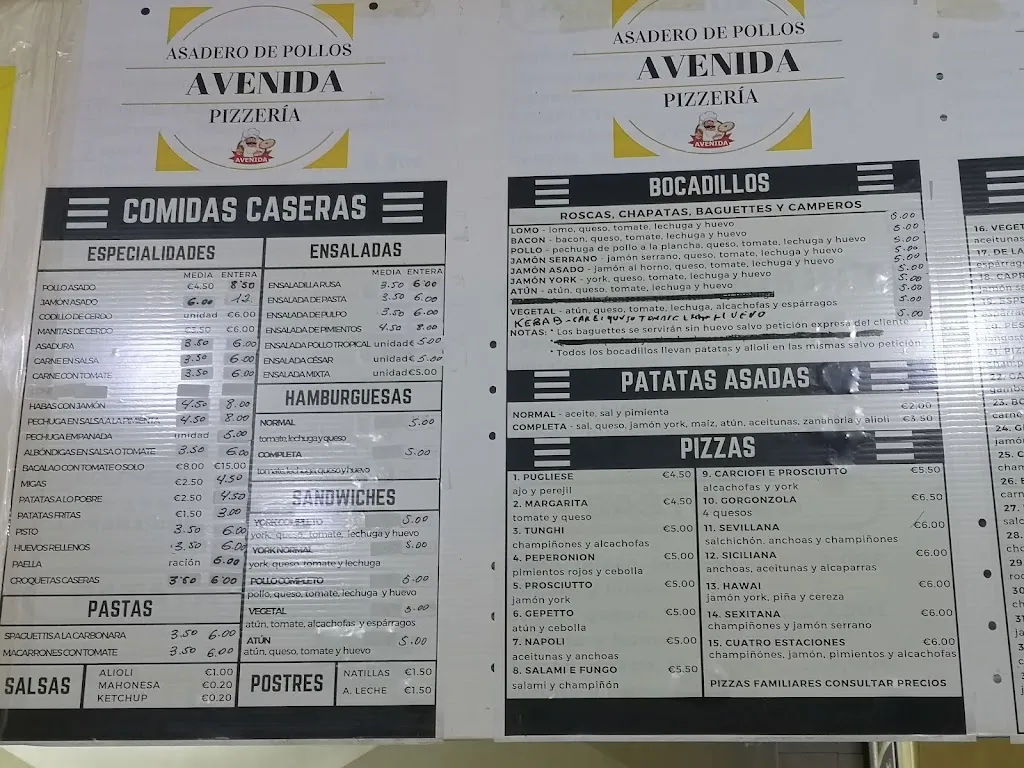 ASADERO DE POLLOS
AVENIDA
PIZZERÍA
AVENIDA
COMIDAS CASERAS
ESPECIALIDADES
MEDIA ENTERA
POLLO ASADO €4.50 8'50
JAMÓN ASADO 6.00 12
CODILLO DE CERDO unidad €6.00
MANITAS DE CERDO €3.50 €6.00
ASADURA 3.50 6.00
CARNE EN SALSA 3.50 6.00
CARNE CON TOMATE 3.50 6.00
HABAS CON JAMÓN 4.50 8.00
PECHUGA EN SALSA A LA PIMIENTA 4.50 8.00
PECHUGA EMPANADA unidad 5.00
ALBÓNDIGAS EN SALSA O TOMATE 3.50 6.00
BACALAO CON TOMATE O SOLO €8.00 €15.00
MIGAS €2.50 4.50
PATATAS A LO POBRE €2.50 4.50
PATATAS FRITAS €1.50 3.00
PISTO 3.50 6.00
HUEVOS RELLENOS 3.50 6.00
PAELLA ración 6.00
CROQUETAS CASERAS 3'50 6'00
PASTAS
SPAGUETTIS A LA CARBONARA 3.50 6.00
MACARRONES CON TOMATE 3.50 6.00
SALSAS
ALIOLI €1.00
MAHONESA €0.20
KETCHUP €0.20
ENSALADAS
MEDIA ENTERA
ENSALADILLA RUSA 3.50 6.00
ENSALADA DE PASTA 3.50 6.00
ENSALADA DE PULPO 3.50 6.00
ENSALADA DE PIMIENTOS 4.50 8.00
ENSALADA POLLO TROPICAL unidad€ 5.00
ENSALADA CÉSAR unidad€ 5.00
ENSALADA MIXTA unidad€5.00
HAMBURGUESAS
NORMAL 5.00
tomate, lechuga y queso
COMPLETA 5.00
tomate, lechuga, queso y huevo
SANDWICHES
YORK COMPLETO 5.00
york, queso, tomate, lechuga y huevo
YORK NORMAL 5.00
york, queso, tomate y lechuga
POLLO COMPLETO 5.00
pollo, queso, tomate, lechuga y huevo
VEGETAL 5.00
atún, tomate, alcachofas y espárragos
ATÚN 5.00
atún, queso, tomate y huevo
POSTRES
NATILLAS €1.50
A. LECHE €1.50
ASADERO DE POLLOS
AVENIDA
PIZZERÍA
AVENIDA
BOCADILLOS
ROSCAS, CHAPATAS, BAGUETTES Y CAMPEROS
LOMO - lomo, queso, tomate, lechuga y huevo 5.00
BACON - bacon, queso, tomate, lechuga y huevo 5.00
POLLO - pechuga de pollo a la plancha, queso, tomate, lechuga y huevo 5.00
JAMÓN SERRANO - jamón serrano, queso, tomate, lechuga y huevo 5.00
JAMÓN ASADO - jamón al horno, queso, tomate, lechuga y huevo 5.00
JAMÓN YORK - york, queso, tomate, lechuga y huevo 5.00
ATÚN - atún, queso, tomate, lechuga y huevo 5.00
VEGETAL - atún, queso, tomate, lechuga, alcachofas y espárragos 5.00
KEBAB 5.00
NOTAS: * Los baguettes se servirán sin huevo salvo petición expresa del cliente
* Todos los bocadillos llevan patatas y alioli en las mismas salvo petición
PATATAS ASADAS
NORMAL - aceite, sal y pimienta €2.00
COMPLETA - sal, queso, jamón york, maíz, atún, aceitunas, zanahoria y alioli €3.50
PIZZAS
1. PUGLIESE €4.50
ajo y perejil
2. MARGARITA €4.50
tomate y queso
3. TUNGHI €5.00
champiñones y alcachofas
4. PEPERONION €5.00
pimientos rojos y cebolla
5. PROSCIUTTO €5.00
jamón york
6. GEPETTO €5.00
atún y cebolla
7. NAPOLI €5.00
aceitunas y anchoas
8. SALAMI E FUNGO €5.50
salami y champiñón
9. CARCIOFI E PROSCIUTTO €5.50
alcachofas y york
10. GORGONZOLA €6.50
4 quesos
11. SEVILLANA €6.00
salchichón, anchoas y champiñones
12. SICILIANA €6.00
anchoas, aceitunas y alcaparras
13. HAWAI €6.00
jamón york, piña y cereza
14. SEXITANA €6.00
champiñones y jamón serrano
15. CUATRO ESTACIONES €6.00
champiñónes, jamón, pimientos y alcachofas
PIZZAS FAMILIARES CONSULTAR PRECIOS
16. VEGET
aceitunas
17. DE LA
espárrag
18. CAPR